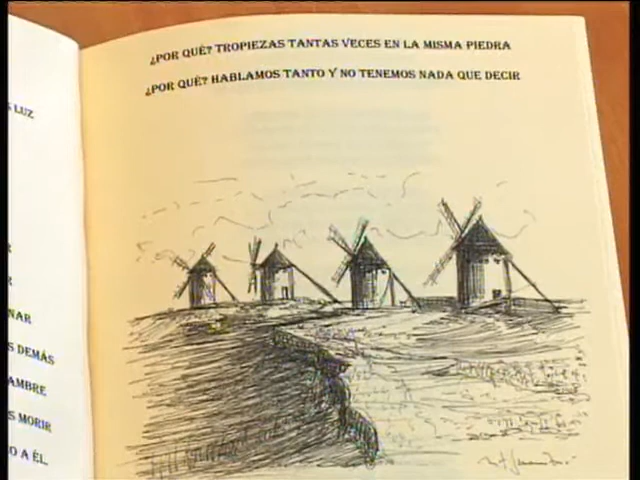 LUZ
NAR
S DEMÁS
AMBRE
S MORIR
O A ÉL.
¿POR QUÉ? TROPIEZAS TANTAS VECES EN LA MISMA PIEDRA
¿POR QUÉ? HABLAMOS TANTO Y NO TENEMOS NADA QUE DECIR